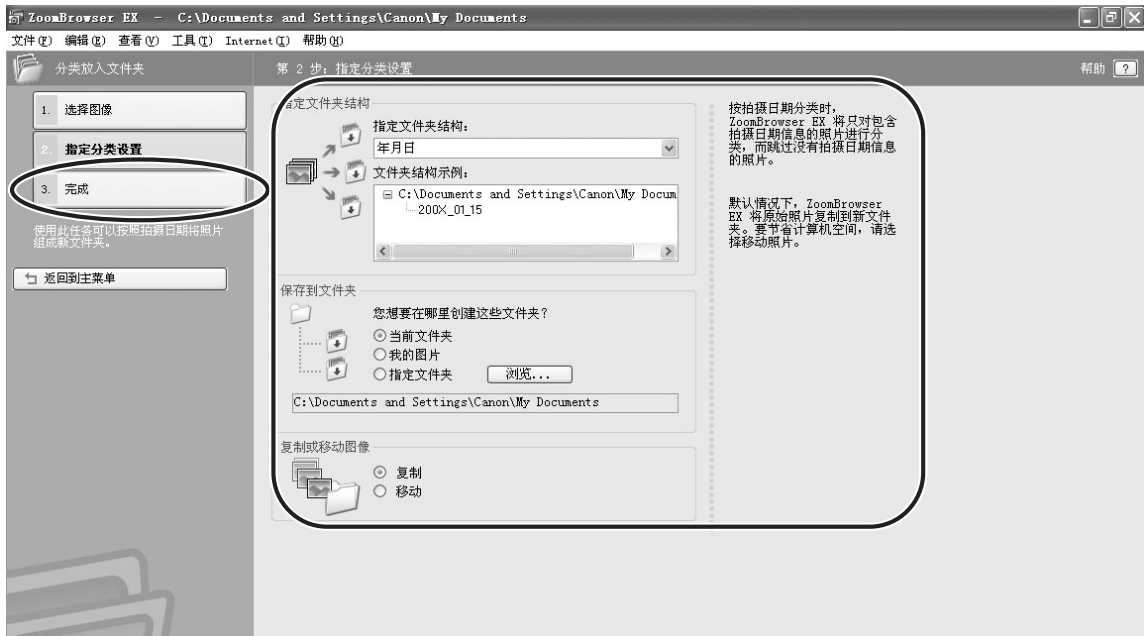 ZoomBrowser EX - C:\Documents and Settings\Canon\My Documents
文件(F) 编辑(E) 查看(V) 工具(T) Internet(I) 帮助(H)
分类放入文件夹
第 2 步: 指定分类设置
帮助 ?
1. 选择图像
2. 指定分类设置
3. 完成
使用此任务可以按照拍摄日期将照片
组成新文件夹。
返回到主菜单
指定文件夹结构
指定文件夹结构:
年月日
文件夹结构示例:
C:\Documents and Settings\Canon\My Docum
200X_01_15
保存到文件夹
您想要在哪里创建这些文件夹?
当前文件夹
我的图片
指定文件夹 浏览...
C:\Documents and Settings\Canon\My Documents
复制或移动图像
复制
移动
按拍摄日期分类时,
ZoomBrowser EX 将只对包含
拍摄日期信息的照片进行分
类,而跳过没有拍摄日期信息
的照片。
默认情况下,ZoomBrowser
EX 将原始照片复制到新文件
夹。要节省计算机空间,请选
择移动照片。